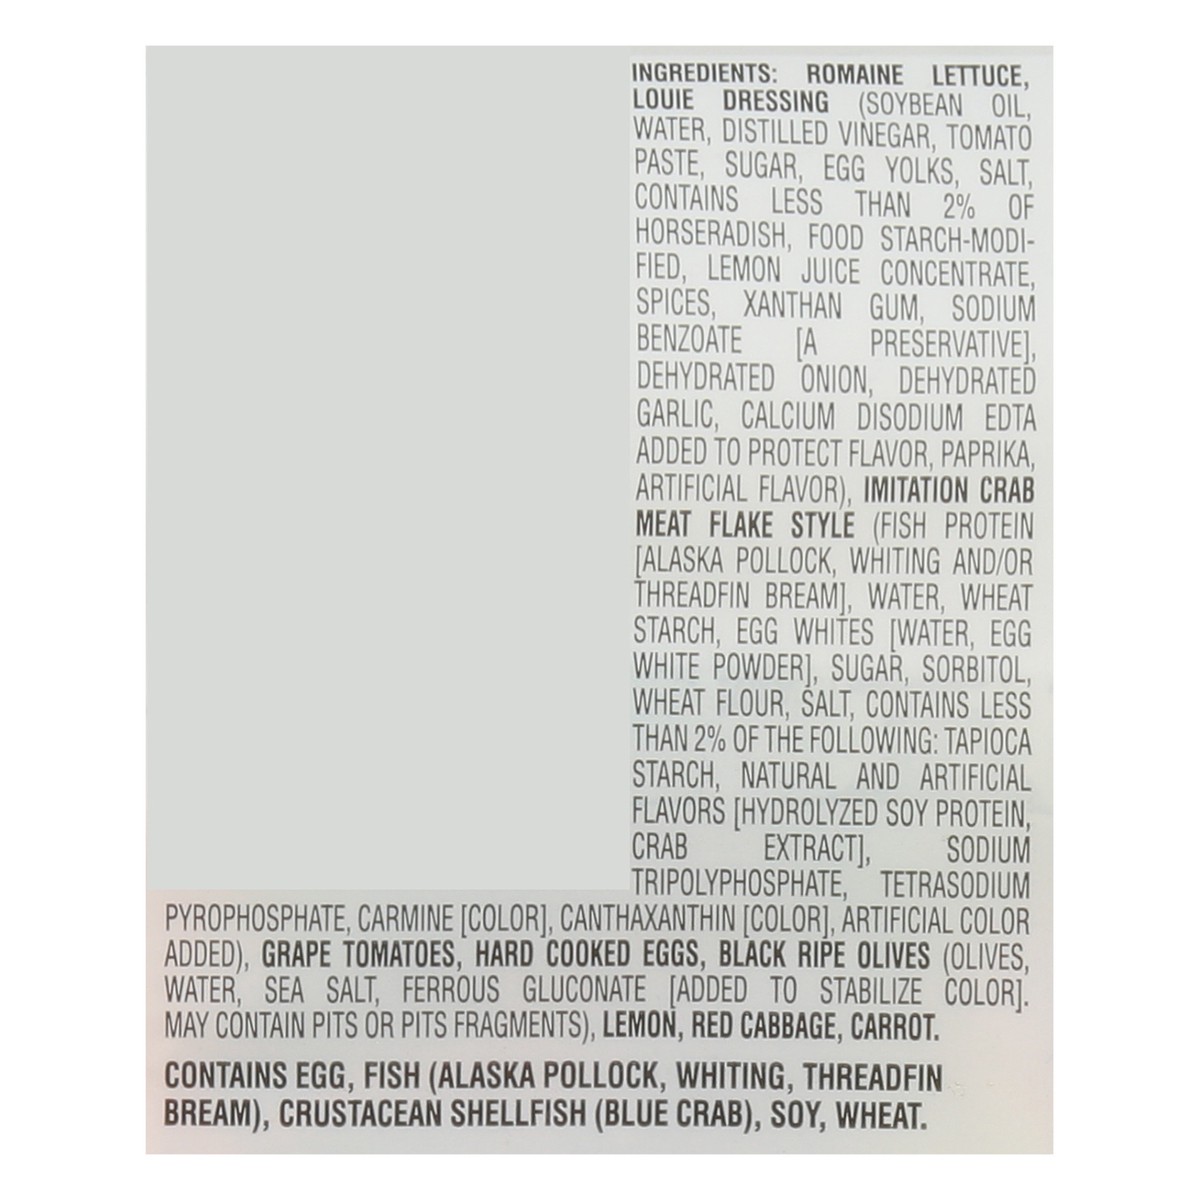 INGREDIENTS: ROMAINE LETTUCE,
LOUIE DRESSING (SOYBEAN OIL,
WATER, DISTILLED VINEGAR, TOMATO
PASTE, SUGAR, EGG YOLKS, SALT,
CONTAINS LESS THAN 2% OF
HORSERADISH, FOOD STARCH-MODI-
FIED, LEMON JUICE CONCENTRATE,
SPICES, XANTHAN GUM, SODIUM
BENZOATE [A PRESERVATIVE],
DEHYDRATED ONION, DEHYDRATED
GARLIC, CALCIUM DISODIUM EDTA
ADDED TO PROTECT FLAVOR, PAPRIKA,
ARTIFICIAL FLAVOR), IMITATION CRAB
MEAT FLAKE STYLE (FISH PROTEIN
[ALASKA POLLOCK, WHITING AND/OR
THREADFIN BREAM], WATER, WHEAT
STARCH, EGG WHITES [WATER, EGG
WHITE POWDER], SUGAR, SORBITOL,
WHEAT FLOUR, SALT, CONTAINS LESS
THAN 2% OF THE FOLLOWING: TAPIOCA
STARCH, NATURAL AND ARTIFICIAL
FLAVORS [HYDROLYZED SOY PROTEIN,
CRAB EXTRACT], SODIUM
TRIPOLYPHOSPHATE, TETRASODIUM
PYROPHOSPHATE, CARMINE [COLOR], CANTHAXANTHIN [COLOR], ARTIFICIAL COLOR
ADDED), GRAPE TOMATOES, HARD COOKED EGGS, BLACK RIPE OLIVES (OLIVES,
WATER, SEA SALT, FERROUS GLUCONATE [ADDED TO STABILIZE COLOR].
MAY CONTAIN PITS OR PITS FRAGMENTS), LEMON, RED CABBAGE, CARROT.
CONTAINS EGG, FISH (ALASKA POLLOCK, WHITING, THREADFIN
BREAM), CRUSTACEAN SHELLFISH (BLUE CRAB), SOY, WHEAT.